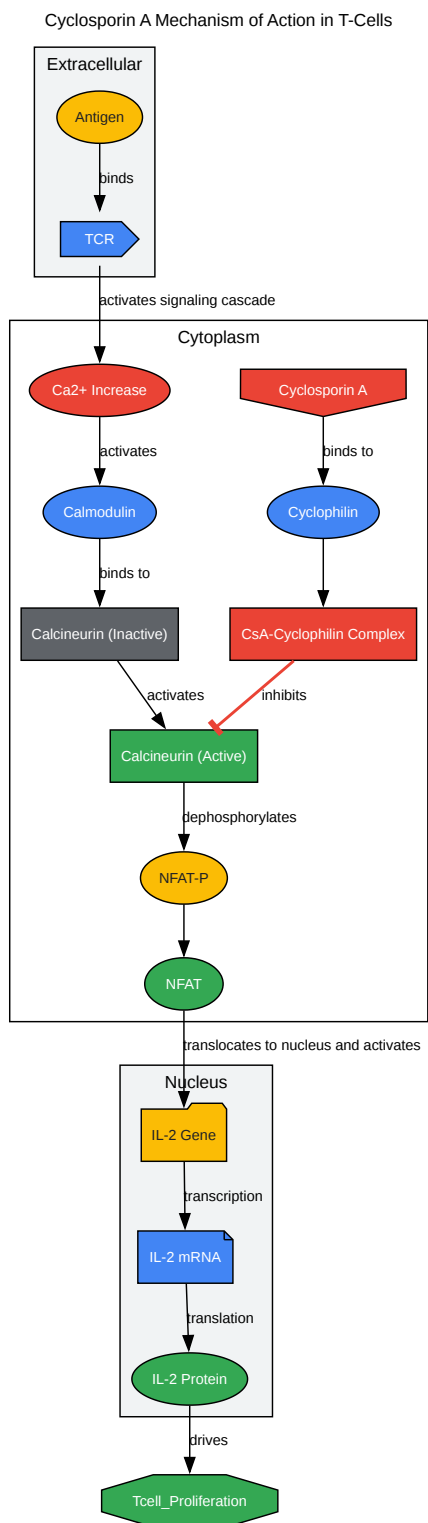 Cyclosporin A Mechanism of Action in T-Cells
Extracellular
Antigen
binds
TCR
activates signaling cascade
Cytoplasm
Ca2+ Increase
Cyclosporin A
activates
binds to
Calmodulin
Cyclophilin
binds to
Calcineurin (Inactive)
CsA-Cyclophilin Complex
activates
inhibits
Calcineurin (Active)
dephosphorylates
NFAT-P
NFAT
translocates to nucleus and activates
Nucleus
IL-2 Gene
transcription
IL-2 mRNA
translation
IL-2 Protein
drives
Tcell_Proliferation